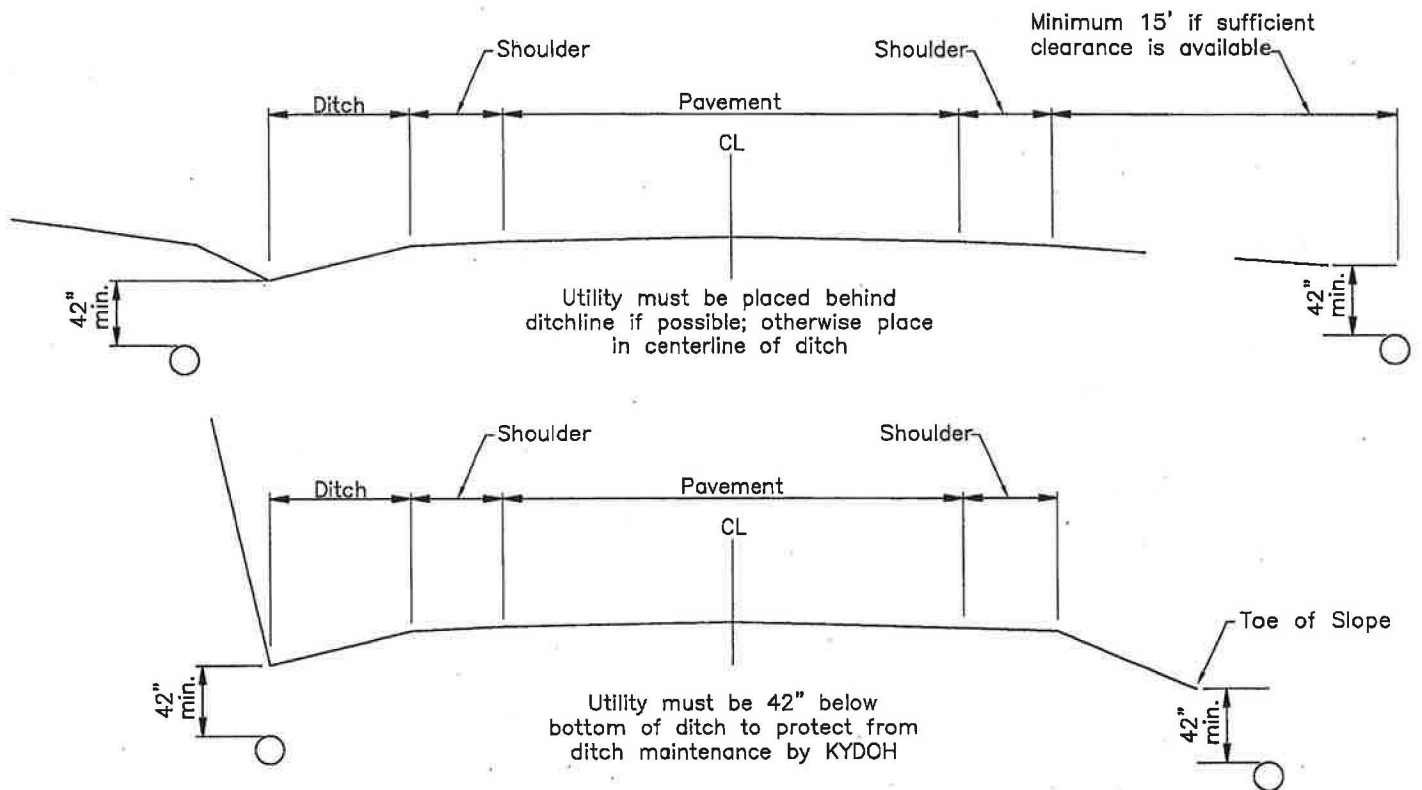 Minimum 15' if sufficient
clearance is available
Shoulder
Shoulder
Ditch
Pavement
CL
42"
min.
Utility must be placed behind
ditchline if possible; otherwise place
in centerline of ditch
42"
min.
Shoulder
Shoulder
Ditch
Pavement
CL
Toe of Slope
42"
min.
Utility must be 42" below
bottom of ditch to protect from
ditch maintenance by KYDOH
42"
min.